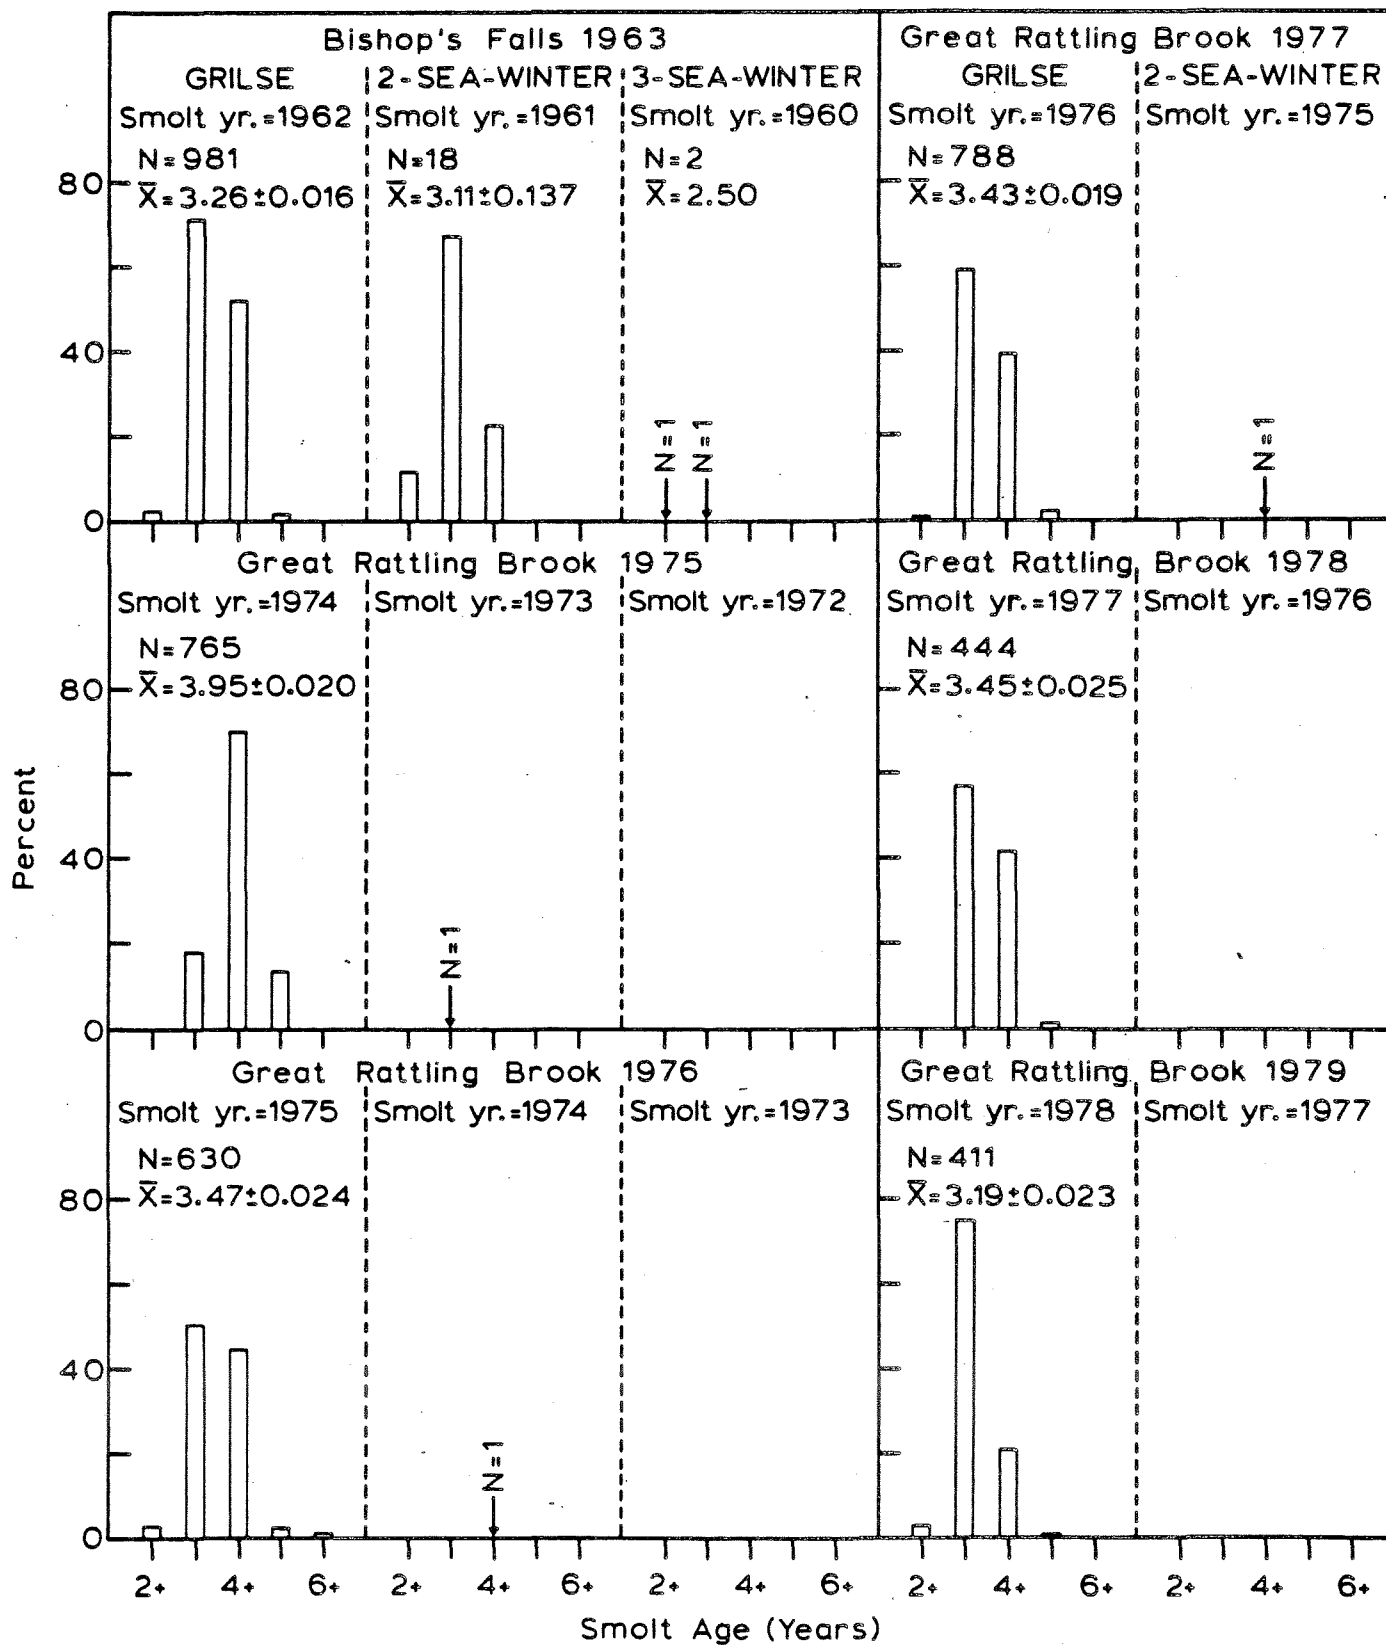 Bishop's Falls 1963
GRILSE
Smolt yr.=1962
N=981
X̄=3.26±0.016
2-SEA-WINTER
Smolt yr.=1961
N=18
X̄=3.11±0.137
3-SEA-WINTER
Smolt yr.=1960
N=2
X̄=2.50
N=1
N=1
80
40
0
Great Rattling Brook 1977
GRILSE
Smolt yr.=1976
N=788
X̄=3.43±0.019
2-SEA-WINTER
Smolt yr.=1975
N=1
Great Rattling Brook 1975
Smolt yr.=1974
N=765
X̄=3.95±0.020
Smolt yr.=1973
N=1
Smolt yr.=1972
80
40
0
Percent
Great Rattling Brook 1978
Smolt yr.=1977
N=444
X̄=3.45±0.025
Smolt yr.=1976
Great Rattling Brook 1976
Smolt yr.=1975
N=630
X̄=3.47±0.024
Smolt yr.=1974
N=1
Smolt yr.=1973
80
40
0
Great Rattling Brook 1979
Smolt yr.=1978
N=411
X̄=3.19±0.023
Smolt yr.=1977
2+ 4+ 6+ 2+ 4+ 6+ 2+ 4+ 6+ 2+ 4+ 6+ 2+ 4+ 6+
Smolt Age (Years)